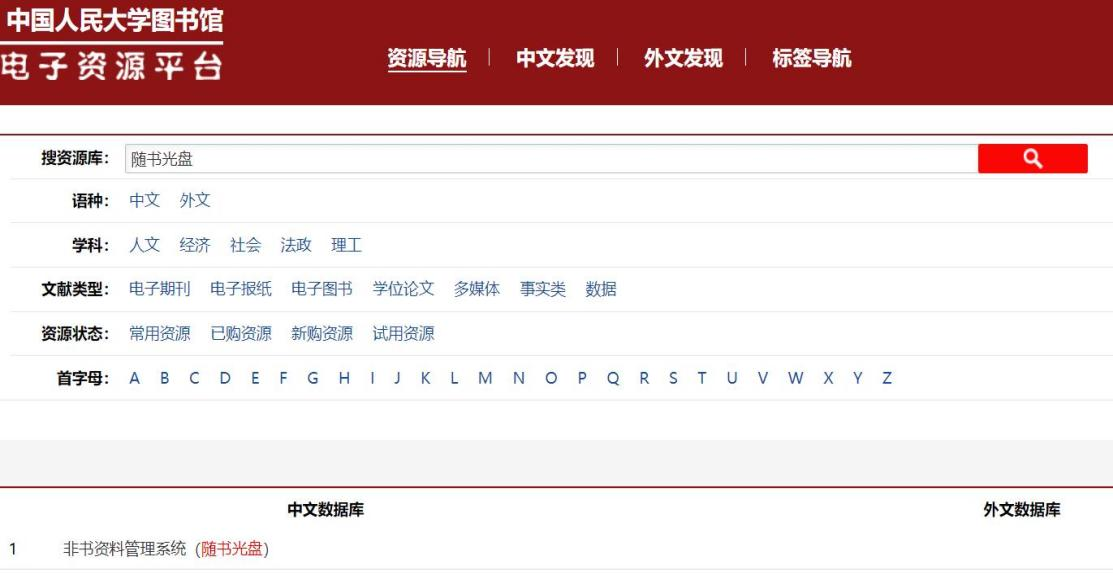 中国人民大学图书馆
电子资源平台
资源导航 中文发现 外文发现 标签导航
搜资源库： 随书光盘
语种： 中文 外文
学科： 人文 经济 社会 法政 理工
文献类型： 电子期刊 电子报纸 电子图书 学位论文 多媒体 事实类 数据
资源状态： 常用资源 已购资源 新购资源 试用资源
首字母： A B C D E F G H I J K L M N O P Q R S T U V W X Y Z
中文数据库 外文数据库
1 非书资料管理系统（随书光盘）